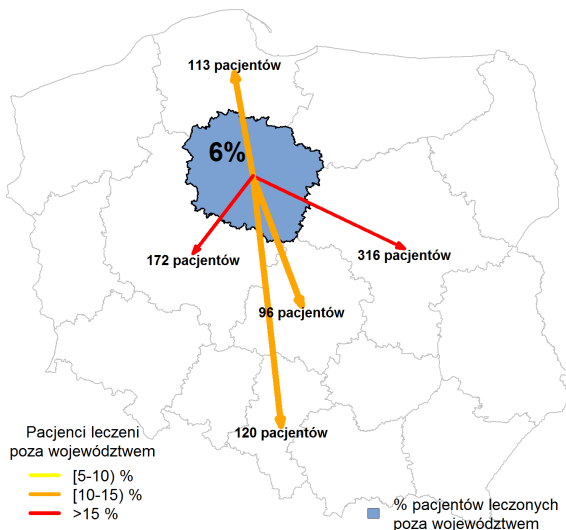 113 pacjentów
6%
172 pacjentów
316 pacjentów
96 pacjentów
120 pacjentów
Pacjenci leczeni
poza województwem
[5-10) %
[10-15) %
>15 %
% pacjentów leczonych
poza województwem